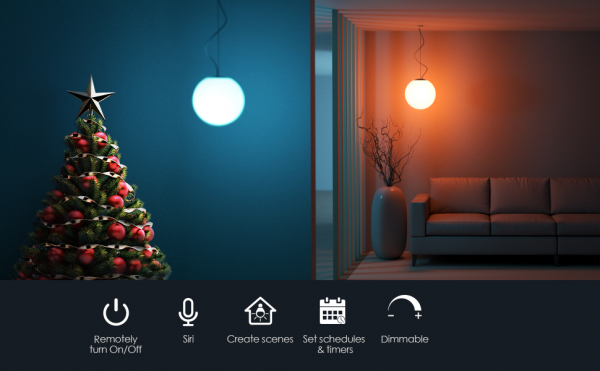 Remotely
turn On/Off
Siri
Create scenes
Set schedules
& timers
Dimmable